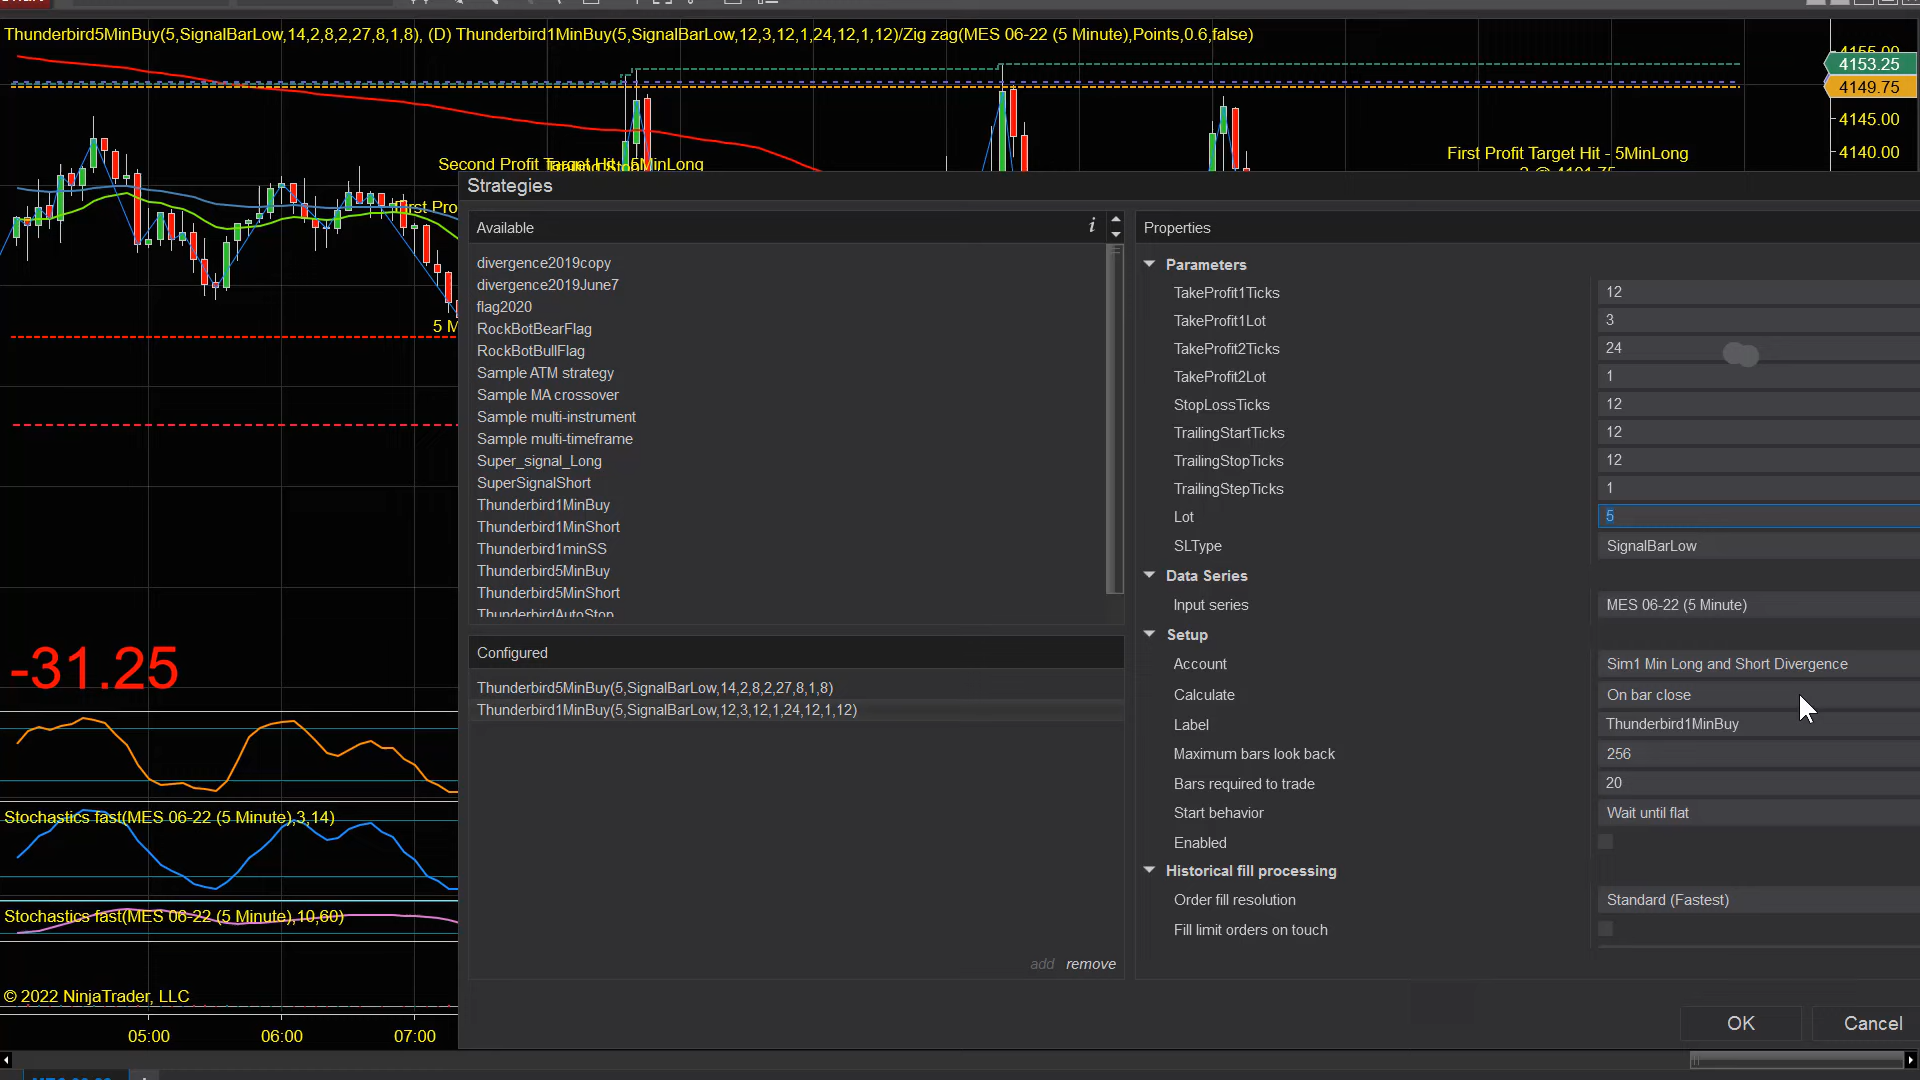 Thunderbird5MinBuy(5,SignalBarLow,14,2,8,2,27,8,1,8), (D) Thunderbird1MinBuy(5,SignalBarLow,12,3,12,1,24,12,1,12)/Zig zag(MES 06-22 (5 Minute),Points,0.6,false)
4155.00
4153.25
4149.75
4145.00
4140.00
Second Profit Target Hit - 5MinLong
First Profit Target Hit - 5MinLong
3 @ 4101.75
First Pro
5 M
Strategies
Available
i
divergence2019copy
divergence2019June7
flag2020
RockBotBearFlag
RockBotBullFlag
Sample ATM strategy
Sample MA crossover
Sample multi-instrument
Sample multi-timeframe
Super_signal_Long
SuperSignalShort
Thunderbird1MinBuy
Thunderbird1MinShort
Thunderbird1minSS
Thunderbird5MinBuy
Thunderbird5MinShort
ThunderbirdAutoStop
Configured
Thunderbird5MinBuy(5,SignalBarLow,14,2,8,2,27,8,1,8)
Thunderbird1MinBuy(5,SignalBarLow,12,3,12,1,24,12,1,12)
add remove
Properties
Parameters
TakeProfit1Ticks 12
TakeProfit1Lot 3
TakeProfit2Ticks 24
TakeProfit2Lot 1
StopLossTicks 12
TrailingStartTicks 12
TrailingStopTicks 12
TrailingStepTicks 1
Lot 5
SLType SignalBarLow
Data Series
Input series MES 06-22 (5 Minute)
Setup
Account Sim1 Min Long and Short Divergence
Calculate On bar close
Label Thunderbird1MinBuy
Maximum bars look back 256
Bars required to trade 20
Start behavior Wait until flat
Enabled
Historical fill processing
Order fill resolution Standard (Fastest)
Fill limit orders on touch
OK Cancel
-31.25
Stochastics fast(MES 06-22 (5 Minute),3,14)
Stochastics fast(MES 06-22 (5 Minute),10,60)
© 2022 NinjaTrader, LLC
05:00 06:00 07:00